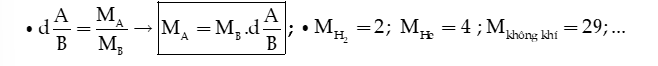 • d A/B = M_A/M_B → M_A = M_B.d A/B ; • M_H₂ = 2; M_He = 4 ; M_không khí = 29;...